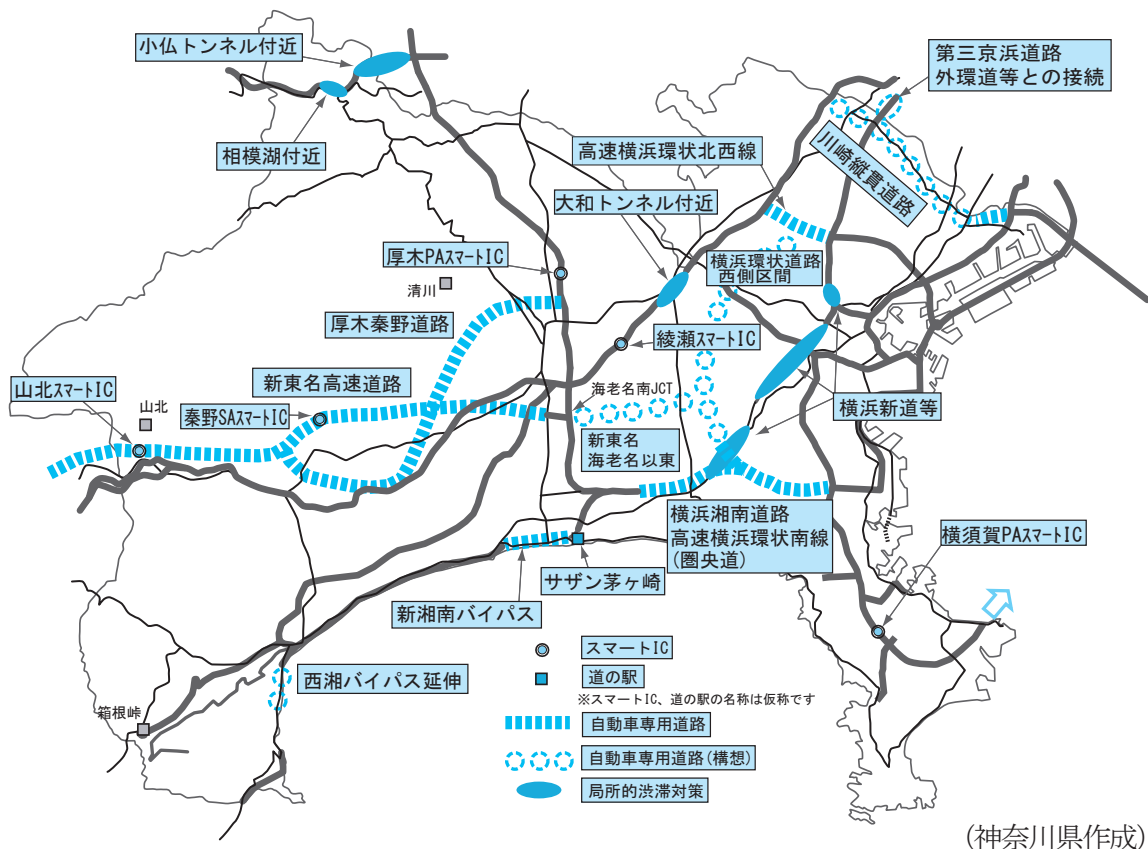 小仏トンネル付近
第三京浜道路
外環道等との接続
相模湖付近
高速横浜環状北西線
川崎縦貫道路
大和トンネル付近
厚木PAスマートIC
横浜環状道路
西側区間
清川
厚木秦野道路
綾瀬スマートIC
新東名高速道路
山北スマートIC
海老名南JCT
山北
秦野SAスマートIC
横浜新道等
新東名
海老名以東
横浜湘南道路
高速横浜環状南線
(圏央道)
横須賀PAスマートIC
サザン茅ヶ崎
新湘南バイパス
スマートIC
西湘バイパス延伸
道の駅
※スマートIC、道の駅の名称は仮称です
箱根峠
自動車専用道路
自動車専用道路(構想)
局所的渋滞対策
(神奈川県作成)